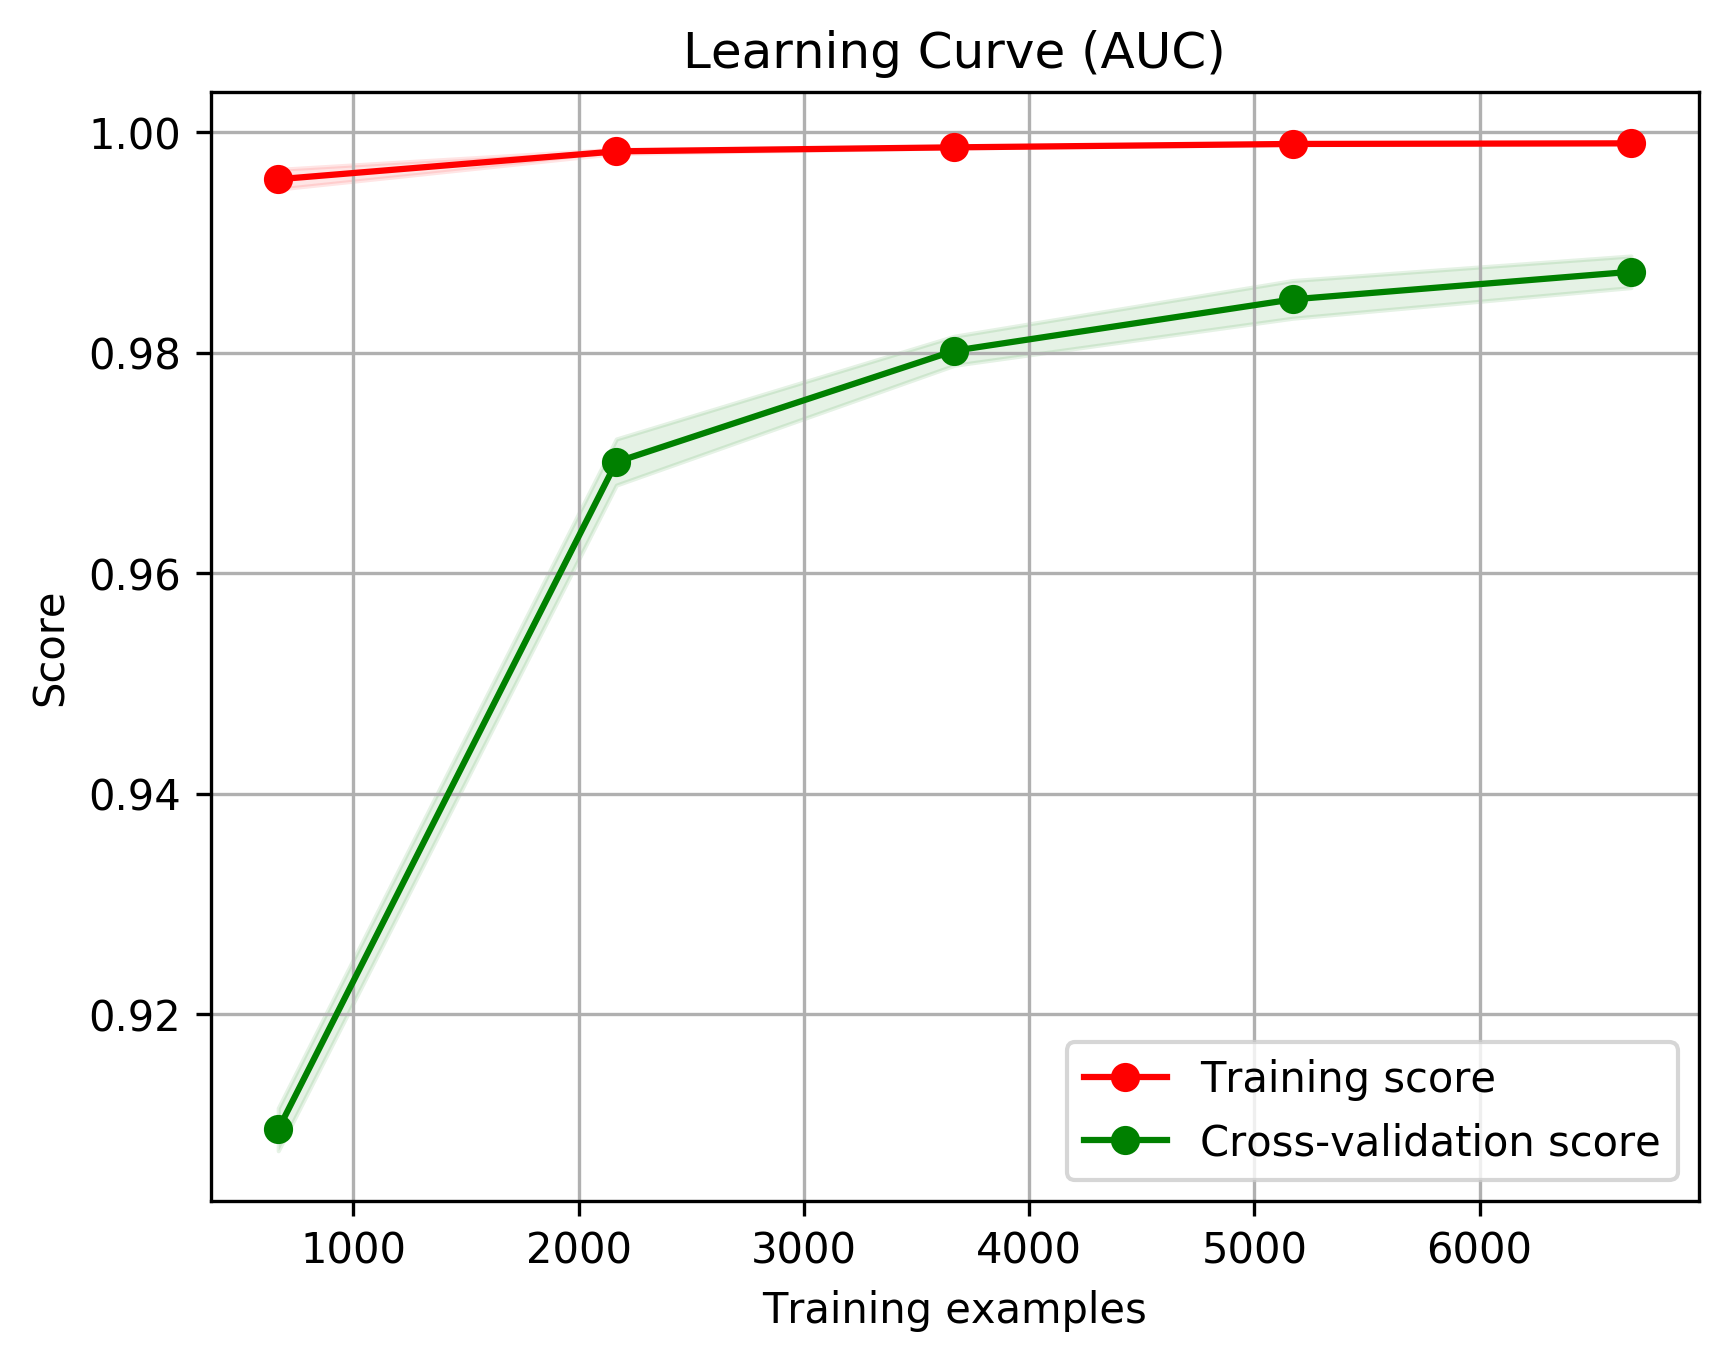 Learning Curve (AUC)
1.00
0.98
0.96
0.94
0.92
Score
1000 2000 3000 4000 5000 6000
Training examples
Training score
Cross-validation score